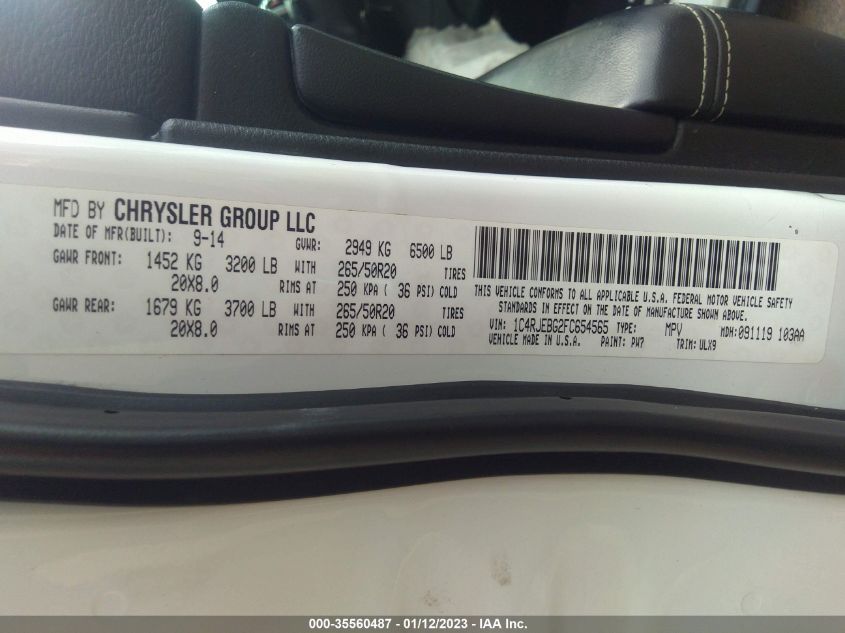 MFD BY CHRYSLER GROUP LLC
DATE OF MFR(BUILT): 9-14 GVWR: 2949 KG 6500 LB
GAWR FRONT: 1452 KG 3200 LB WITH 265/50R20 TIRES
20X8.0 RIMS AT 250 KPA ( 36 PSI) COLD
GAWR REAR: 1679 KG 3700 LB WITH 265/50R20 TIRES
20X8.0 RIMS AT 250 KPA ( 36 PSI) COLD
THIS VEHICLE CONFORMS TO ALL APPLICABLE U.S.A. FEDERAL MOTOR VEHICLE SAFETY
STANDARDS IN EFFECT ON THE DATE OF MANUFACTURE SHOWN ABOVE.
VIN: 1C4RJEBG2FC654565 TYPE: MPV MDH:091119 103AA
VEHICLE MADE IN U.S.A. PAINT: PW7 TRIM: ULX9
000-35560487 - 01/12/2023 - IAA Inc.